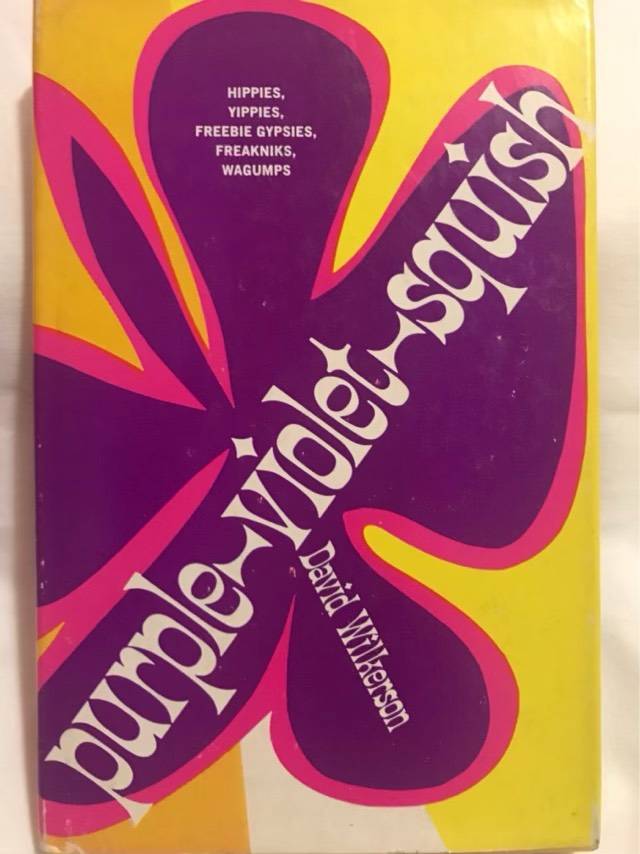 HIPPIES,
YIPPIES,
FREEBIE GYPSIES,
FREAKNIKS,
WAGUMPS
purple-violet-squish
David Wilkerson